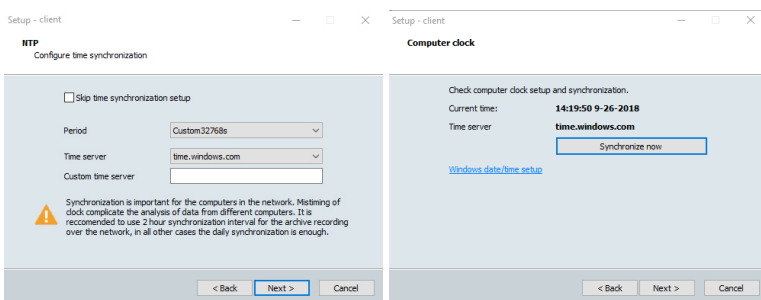 Setup - client
NTP
Configure time synchronization
Skip time synchronization setup
Period Custom32768s
Time server time.windows.com
Custom time server
Synchronization is important for the computers in the network. Mistiming of
clock complicate the analysis of data from different computers. It is
reccomended to use 2 hour synchronization interval for the archive recording
over the network, in all other cases the daily synchronization is enough.
< Back Next > Cancel
Setup - client
Computer clock
Check computer clock setup and synchronization.
Current time: 14:19:50 9-26-2018
Time server time.windows.com
Synchronize now
Windows date/time setup
< Back Next > Cancel